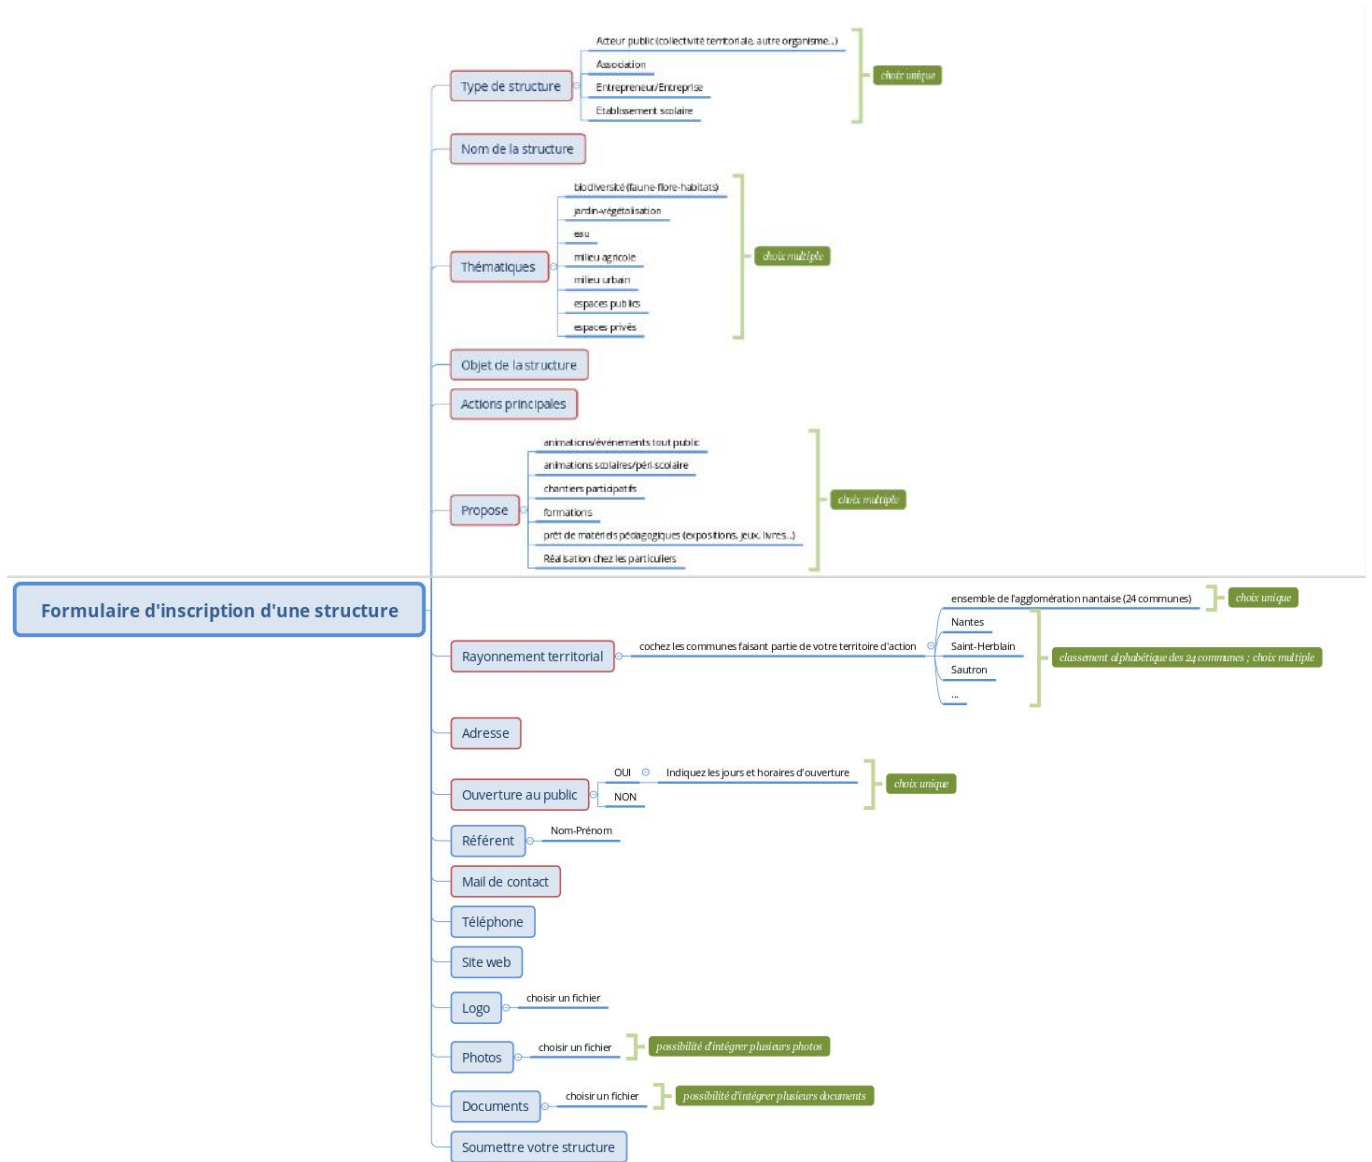 Acteur public (collectivité territoriale, autre organisme...)
Association
Type de structure
choix unique
Entrepreneur/Entreprise
Etablissement scolaire
Nom de la structure
biodiversité (faune-flore-habitats)
jardin-végétalisation
eau
Thématiques
milieu agricole
choix multiple
milieu urbain
espaces publics
espaces privés
Objet de la structure
Actions principales
animations/événements tout public
animations scolaires/péri-scolaire
chantiers participatifs
Propose
formations
choix multiple
prêt de matériels pédagogiques (expositions, jeux, livres...)
Réalisation chez les particuliers
Formulaire d'inscription d'une structure
ensemble de l'agglomération nantaise (24 communes)
choix unique
Rayonnement territorial
cochez les communes faisant partie de votre territoire d'action
Nantes
Saint-Herblain
Sautron
...
classement alphabétique des 24 communes ; choix multiple
Adresse
Ouverture au public
OUI
Indiquez les jours et horaires d'ouverture
NON
choix unique
Référent
Nom-Prénom
Mail de contact
Téléphone
Site web
Logo
choisir un fichier
Photos
choisir un fichier
possibilité d'intégrer plusieurs photos
Documents
choisir un fichier
possibilité d'intégrer plusieurs documents
Soumettre votre structure